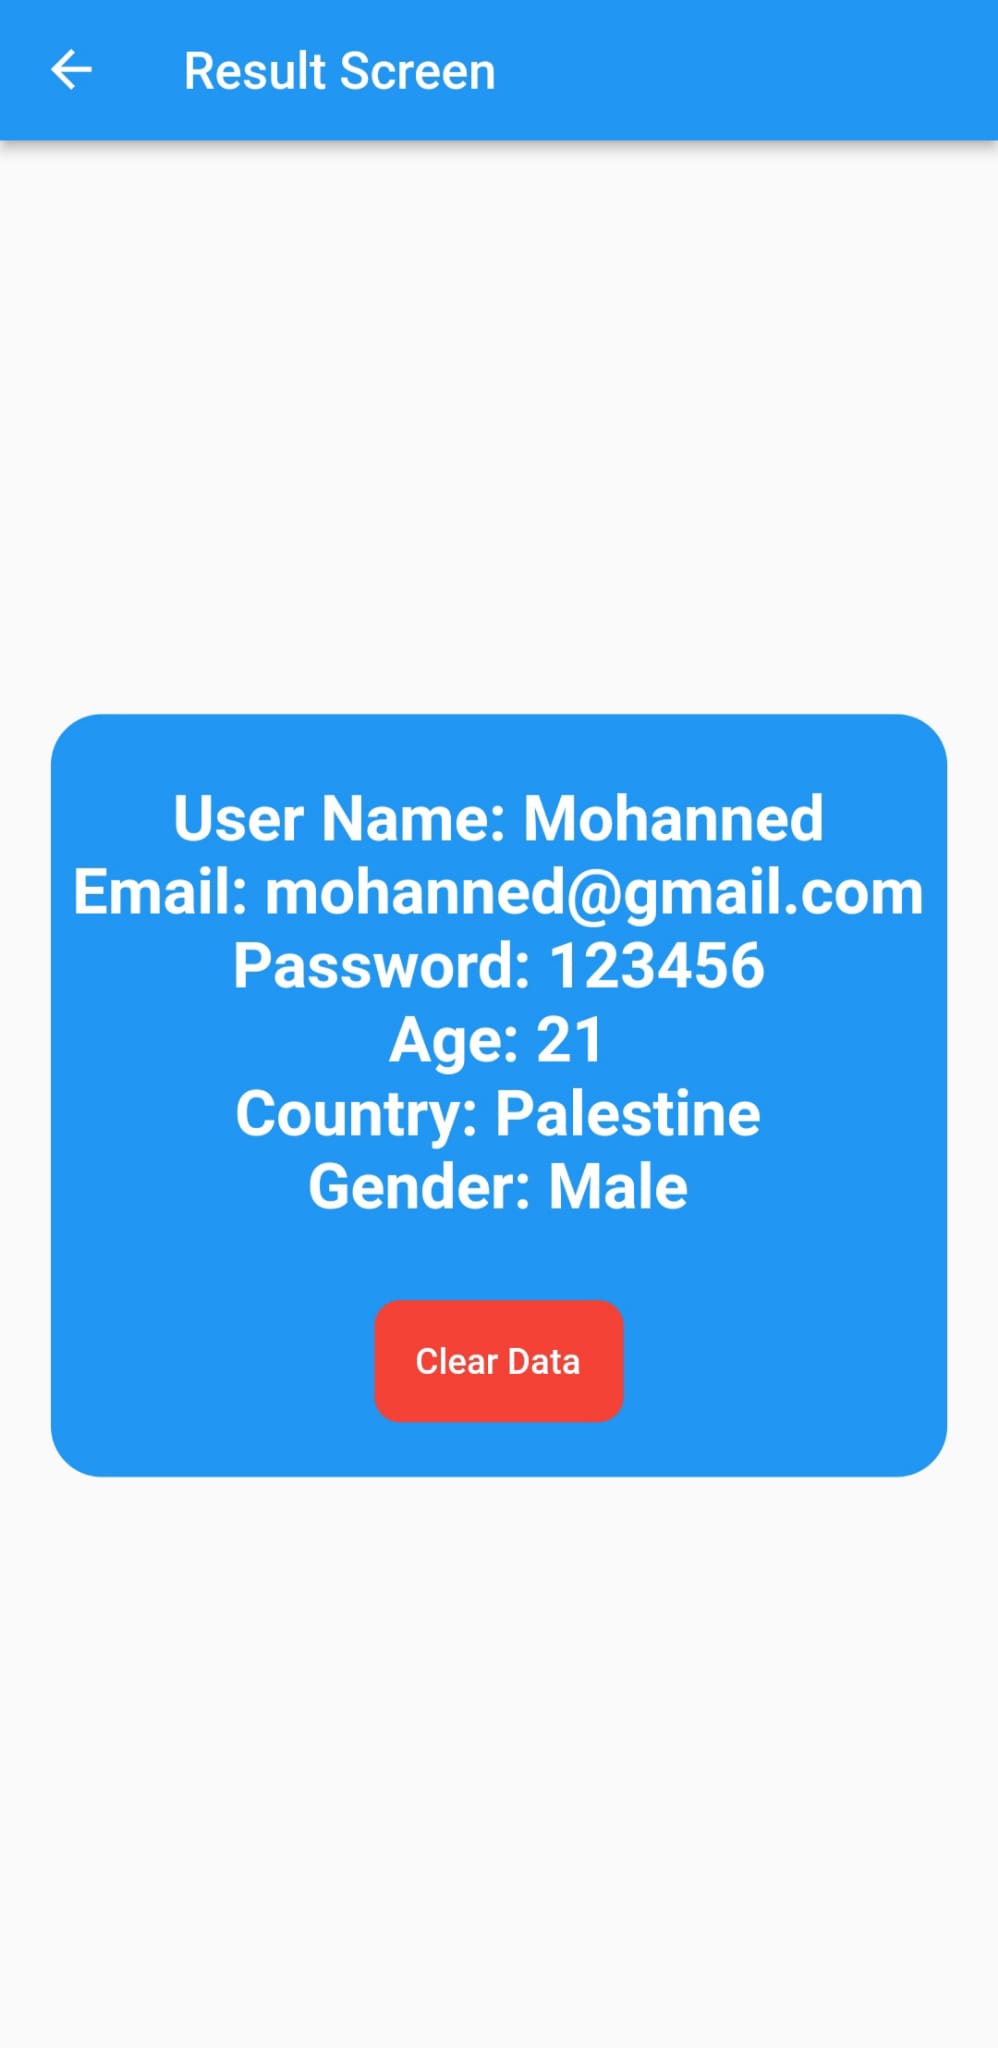 Result Screen
User Name: Mohanned
Email: mohanned@gmail.com
Password: 123456
Age: 21
Country: Palestine
Gender: Male
Clear Data